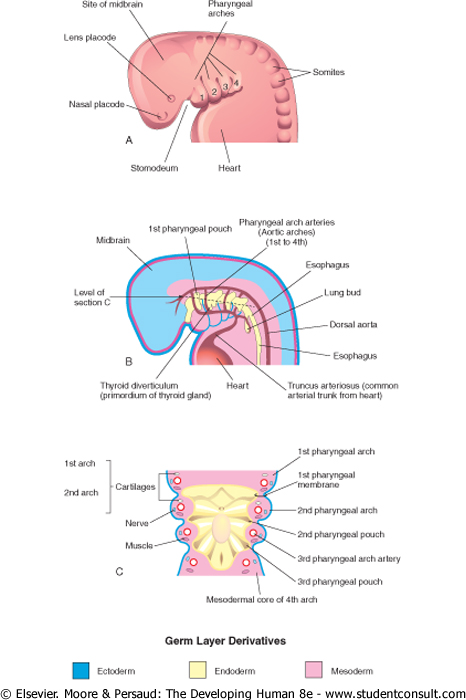 Site of midbrain
Pharyngeal
arches
Lens placode
Somites
Nasal placode
1 2 3 4
A
Stomodeum
Heart
Pharyngeal arch arteries
(Aortic arches)
(1st to 4th)
1st pharyngeal pouch
Midbrain
Esophagus
Level of
section C
Lung bud
Dorsal aorta
B
Esophagus
Thyroid diverticulum
(primordium of thyroid gland)
Heart
Truncus arteriosus (common
arterial trunk from heart)
1st arch
Cartilages
2nd arch
1st pharyngeal arch
1st pharyngeal
membrane
2nd pharyngeal arch
Nerve
2nd pharyngeal pouch
Muscle
3rd pharyngeal arch artery
C
3rd pharyngeal pouch
Mesodermal core of 4th arch
Germ Layer Derivatives
Ectoderm
Endoderm
Mesoderm
© Elsevier. Moore & Persaud: The Developing Human 8e - www.studentconsult.com